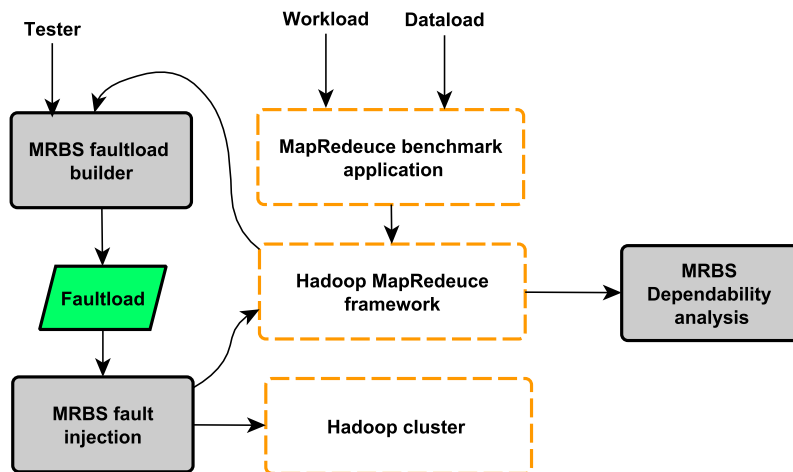 Tester
Workload
Dataload
MRBS faultload
builder
MapRedeuce benchmark
application
Faultload
Hadoop MapRedeuce
framework
MRBS
Dependability
analysis
MRBS fault
injection
Hadoop cluster